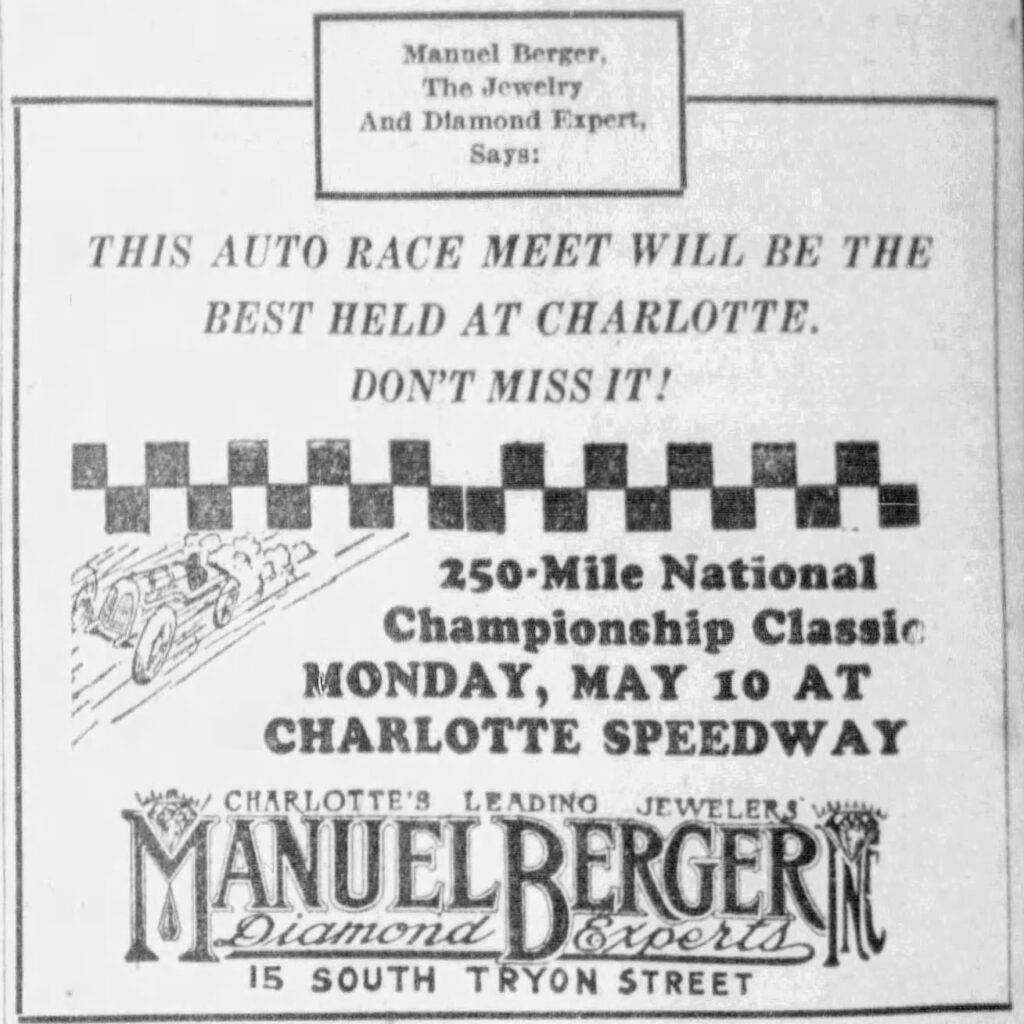 Manuel Berger,
The Jewelry
And Diamond Expert,
Says:
THIS AUTO RACE MEET WILL BE THE
BEST HELD AT CHARLOTTE.
DON'T MISS IT!
250-Mile National
Championship Classic
MONDAY, MAY 10 AT
CHARLOTTE SPEEDWAY
CHARLOTTE'S LEADING JEWELERS
MANUEL BERGER INC
Diamond Experts
15 SOUTH TRYON STREET